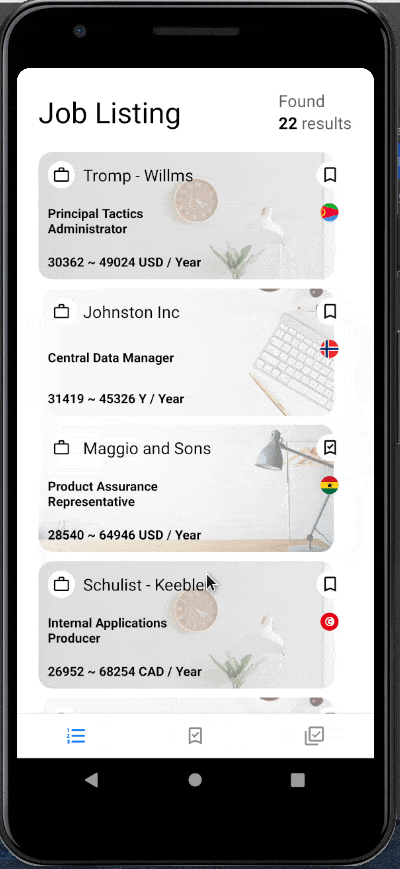 Job Listing
Found
22 results
Tromp - Willms
Principal Tactics
Administrator
30362 ~ 49024 USD / Year
Johnston Inc
Central Data Manager
31419 ~ 45326 Y / Year
Maggio and Sons
Product Assurance
Representative
28540 ~ 64946 USD / Year
Schulist - Keebler
Internal Applications
Producer
26952 ~ 68254 CAD / Year